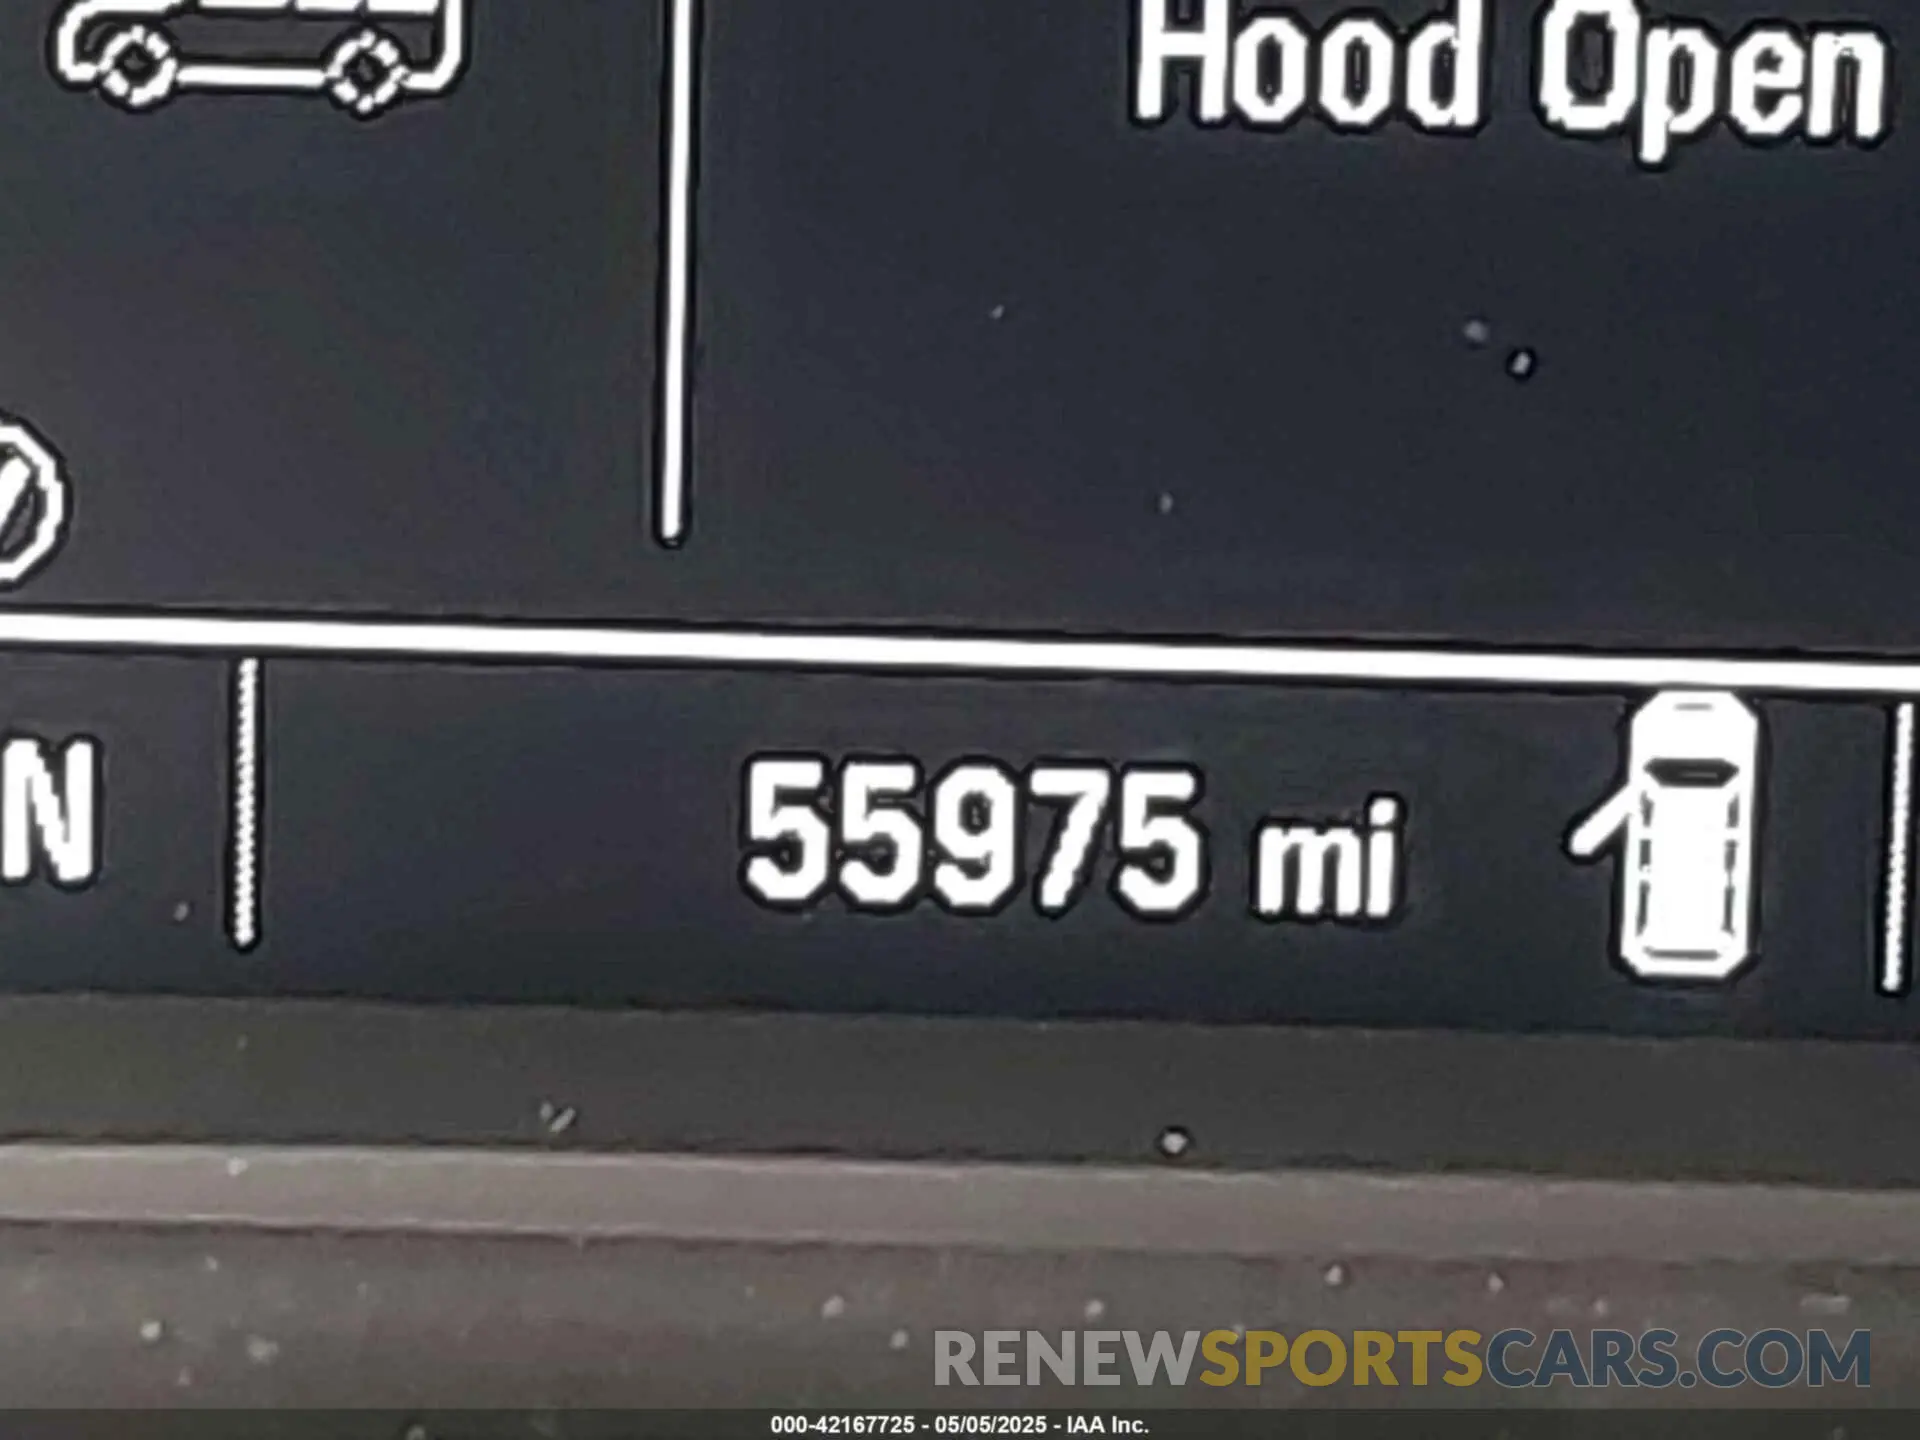 Hood Open
N
55975 mi
RENEWSPORTSCARS.COM
000-42167725 - 05/05/2025 - IAA Inc.